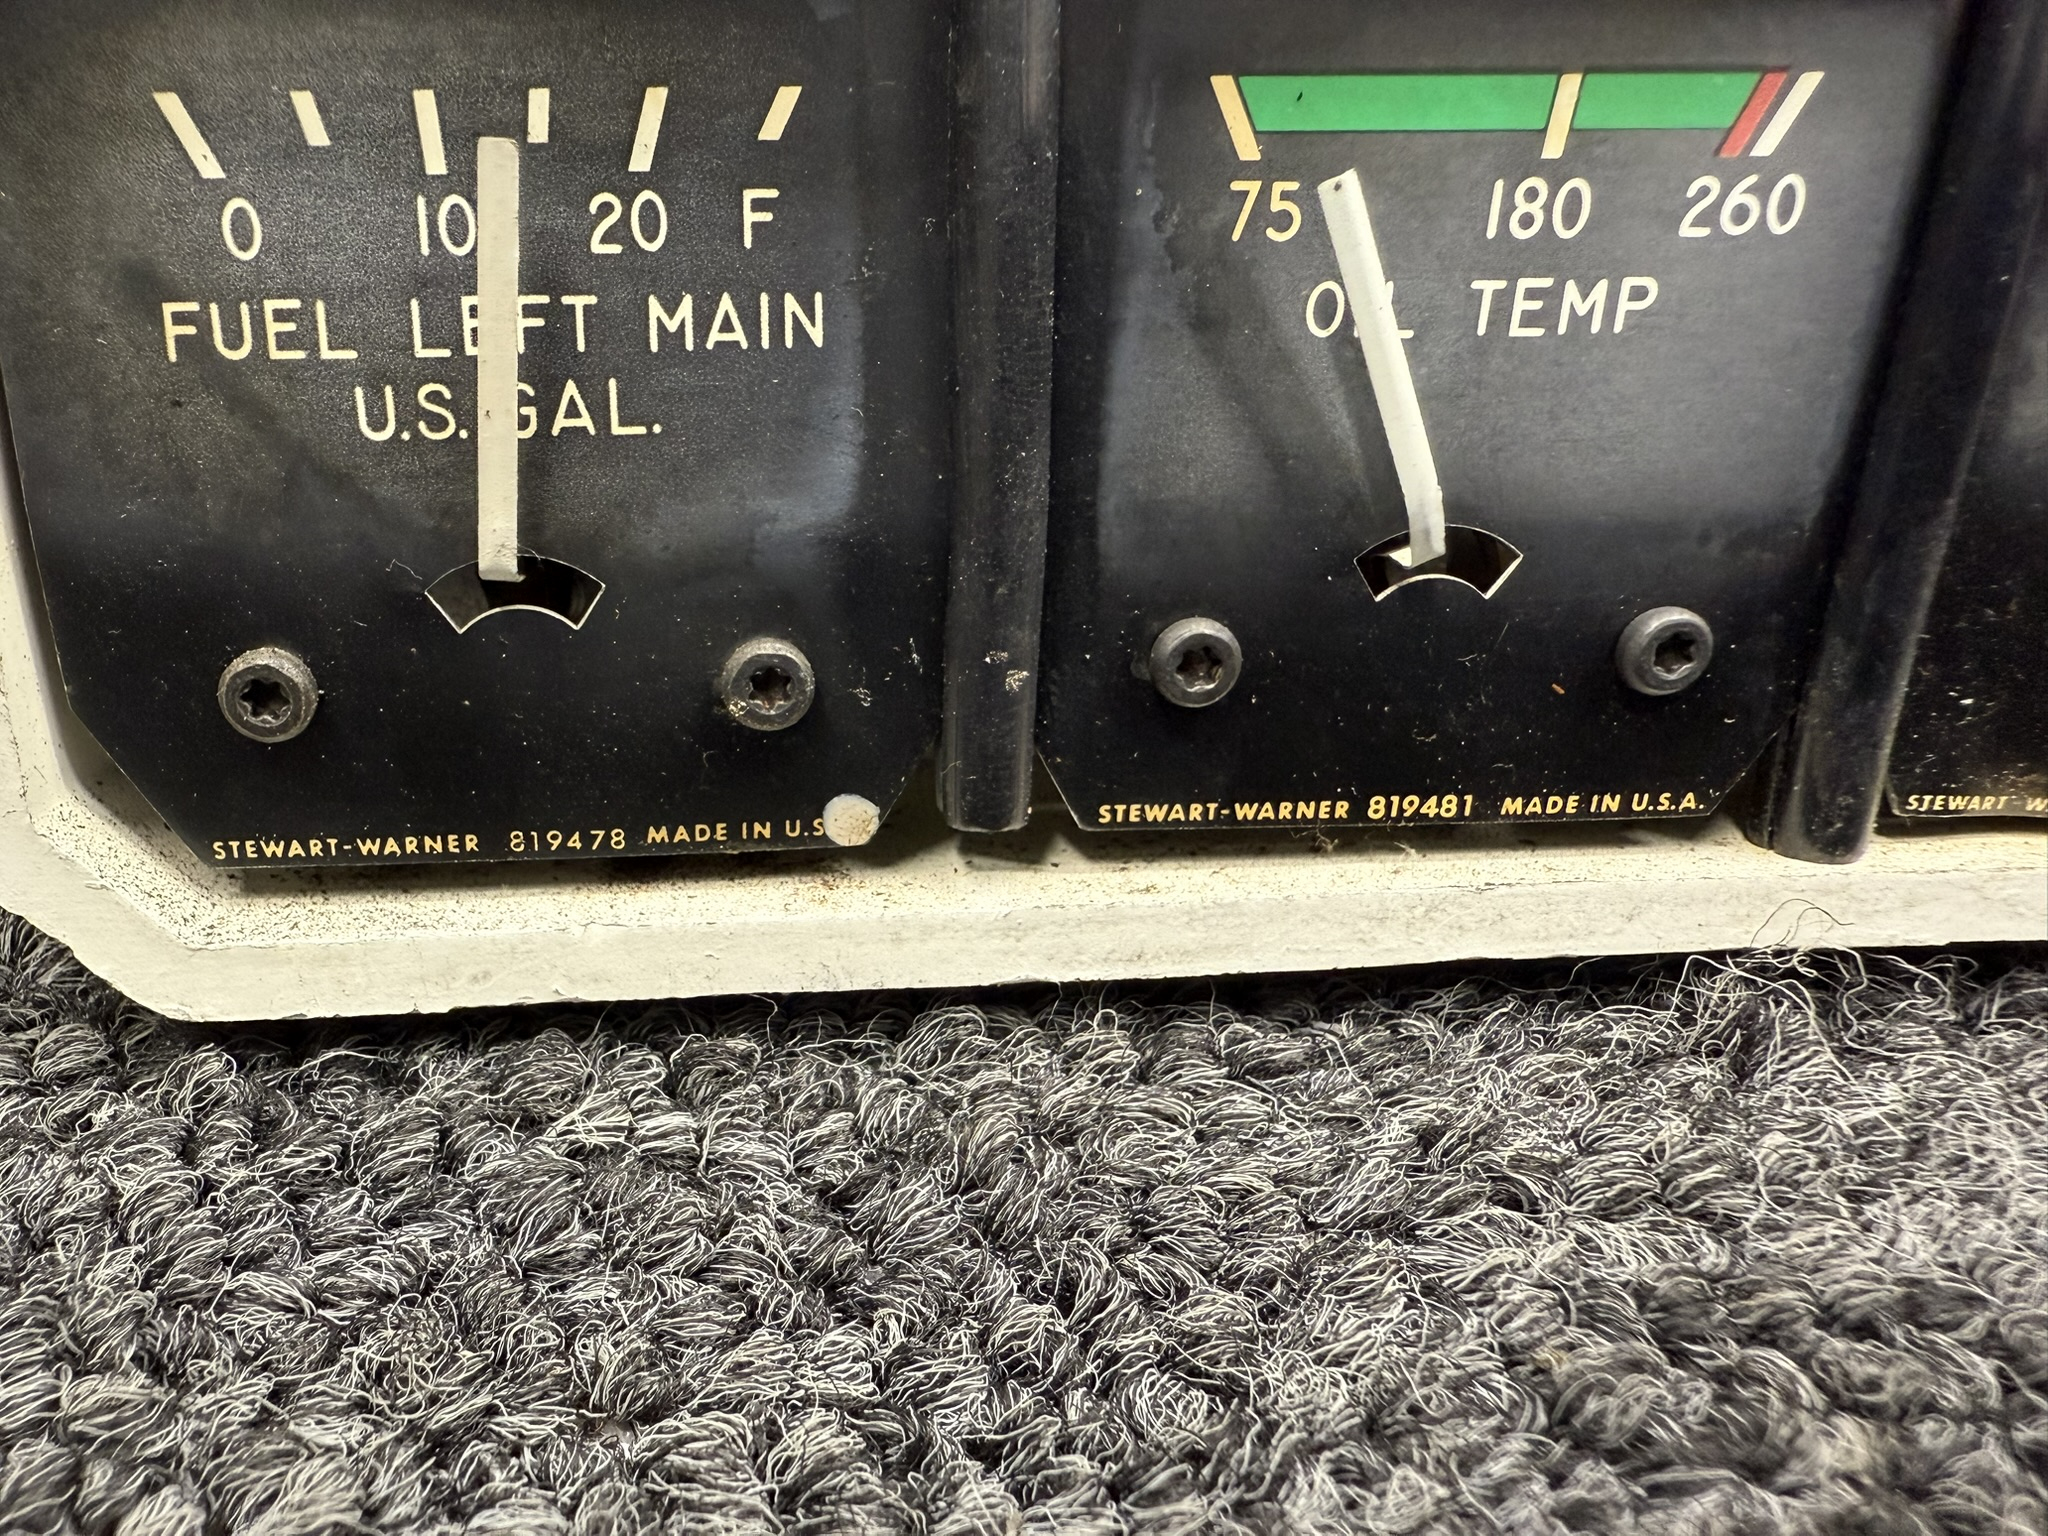 0 10 20 F
FUEL LEFT MAIN
U.S. GAL.
STEWART-WARNER 819478 MADE IN U.S
75 180 260
OIL TEMP
STEWART-WARNER 819481 MADE IN U.S.A.
STEWART W